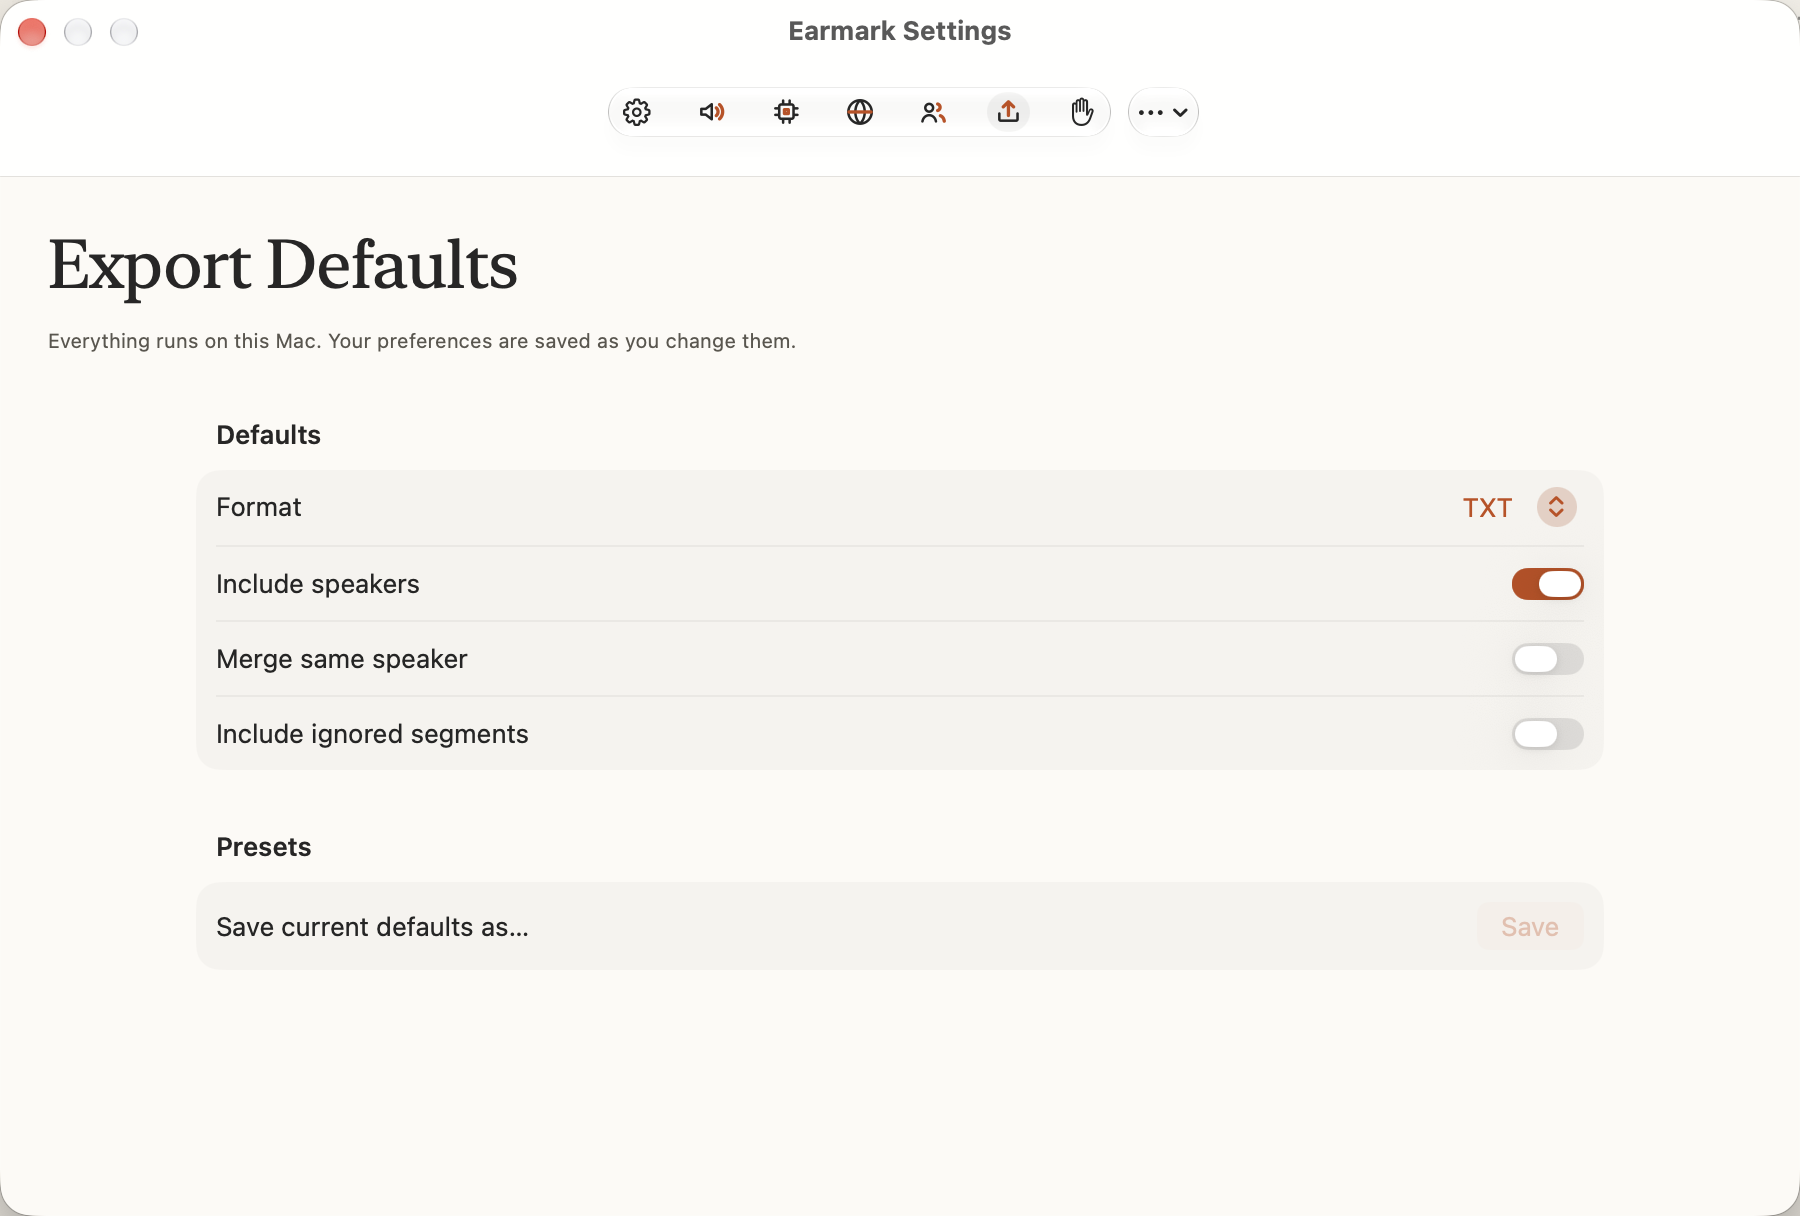 Earmark Settings
Export Defaults
Everything runs on this Mac. Your preferences are saved as you change them.
Defaults
Format TXT
Include speakers
Merge same speaker
Include ignored segments
Presets
Save current defaults as... Save